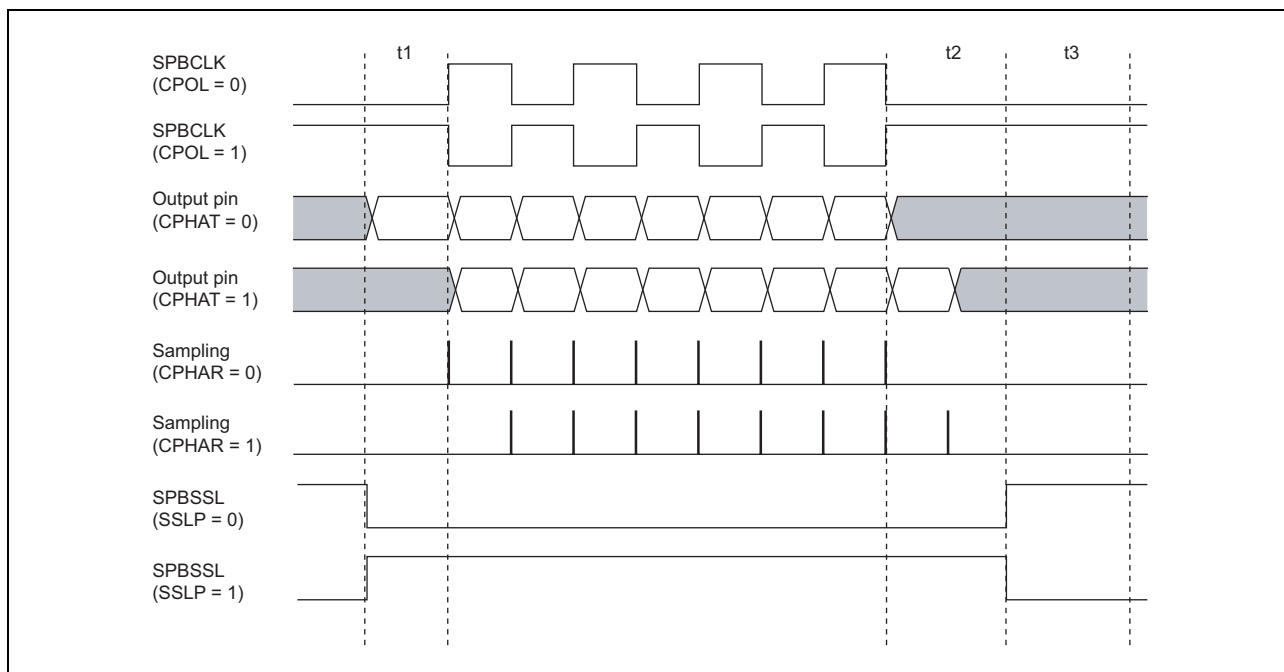 t1
t2
t3
SPBCLK
(CPOL = 0)
SPBCLK
(CPOL = 1)
Output pin
(CPHAT = 0)
Output pin
(CPHAT = 1)
Sampling
(CPHAR = 0)
Sampling
(CPHAR = 1)
SPBSSL
(SSLP = 0)
SPBSSL
(SSLP = 1)